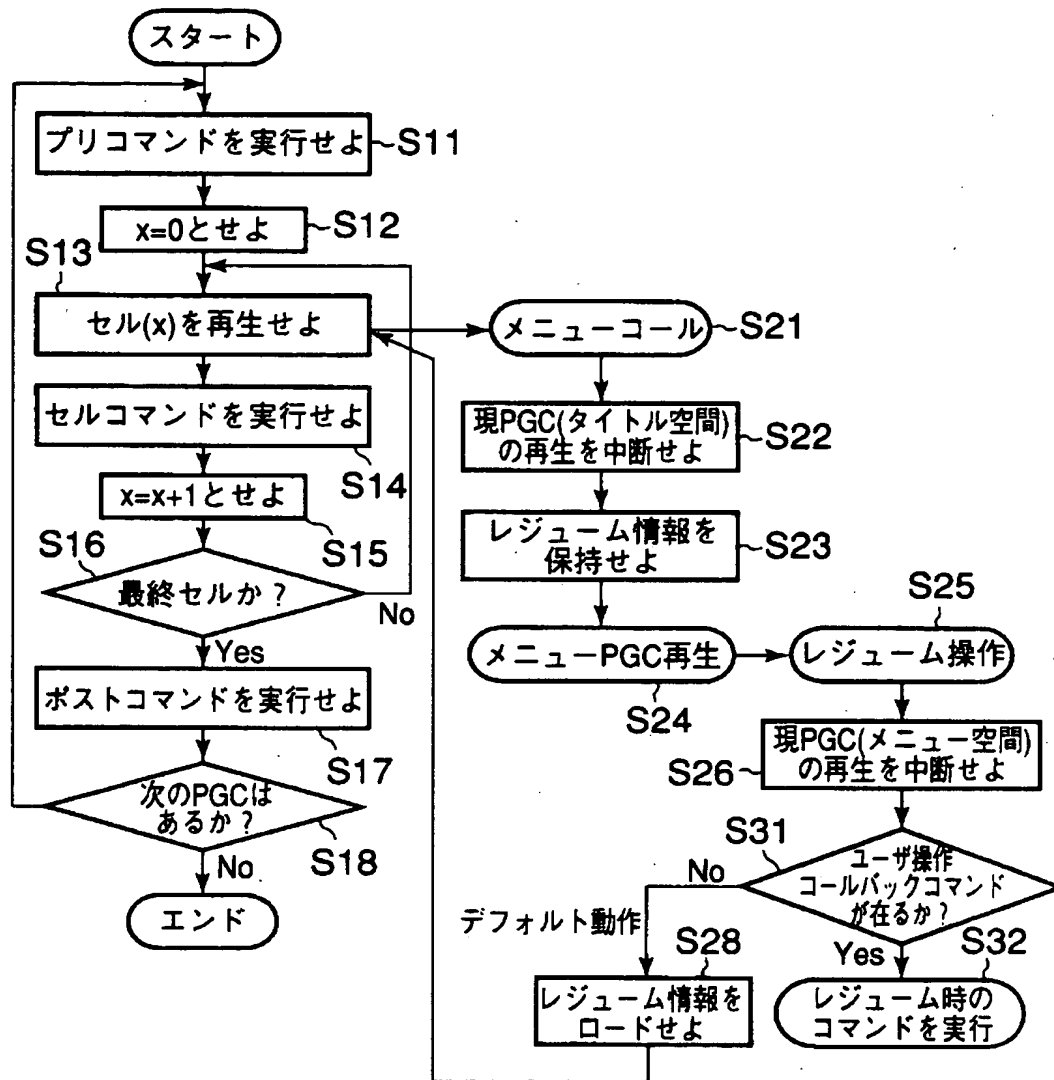 スタート
プリコマンドを実行せよ
S11
x=0とせよ
S12
S13
セル(x)を再生せよ
セルコマンドを実行せよ
S14
x=x+1とせよ
S15
S16
最終セルか?
No
Yes
ポストコマンドを実行せよ
S17
次のPGCは
あるか?
S18
No
エンド
メニューコール
S21
現PGC(タイトル空間)
の再生を中断せよ
S22
レジューム情報を
保持せよ
S23
メニューPGC再生
S24
S25
レジューム操作
現PGC(メニュー空間)
の再生を中断せよ
S26
S31
ユーザ操作
コールバックコマンド
が在るか?
No
デフォルト動作
Yes
S28
レジューム情報を
ロードせよ
S32
レジューム時の
コマンドを実行